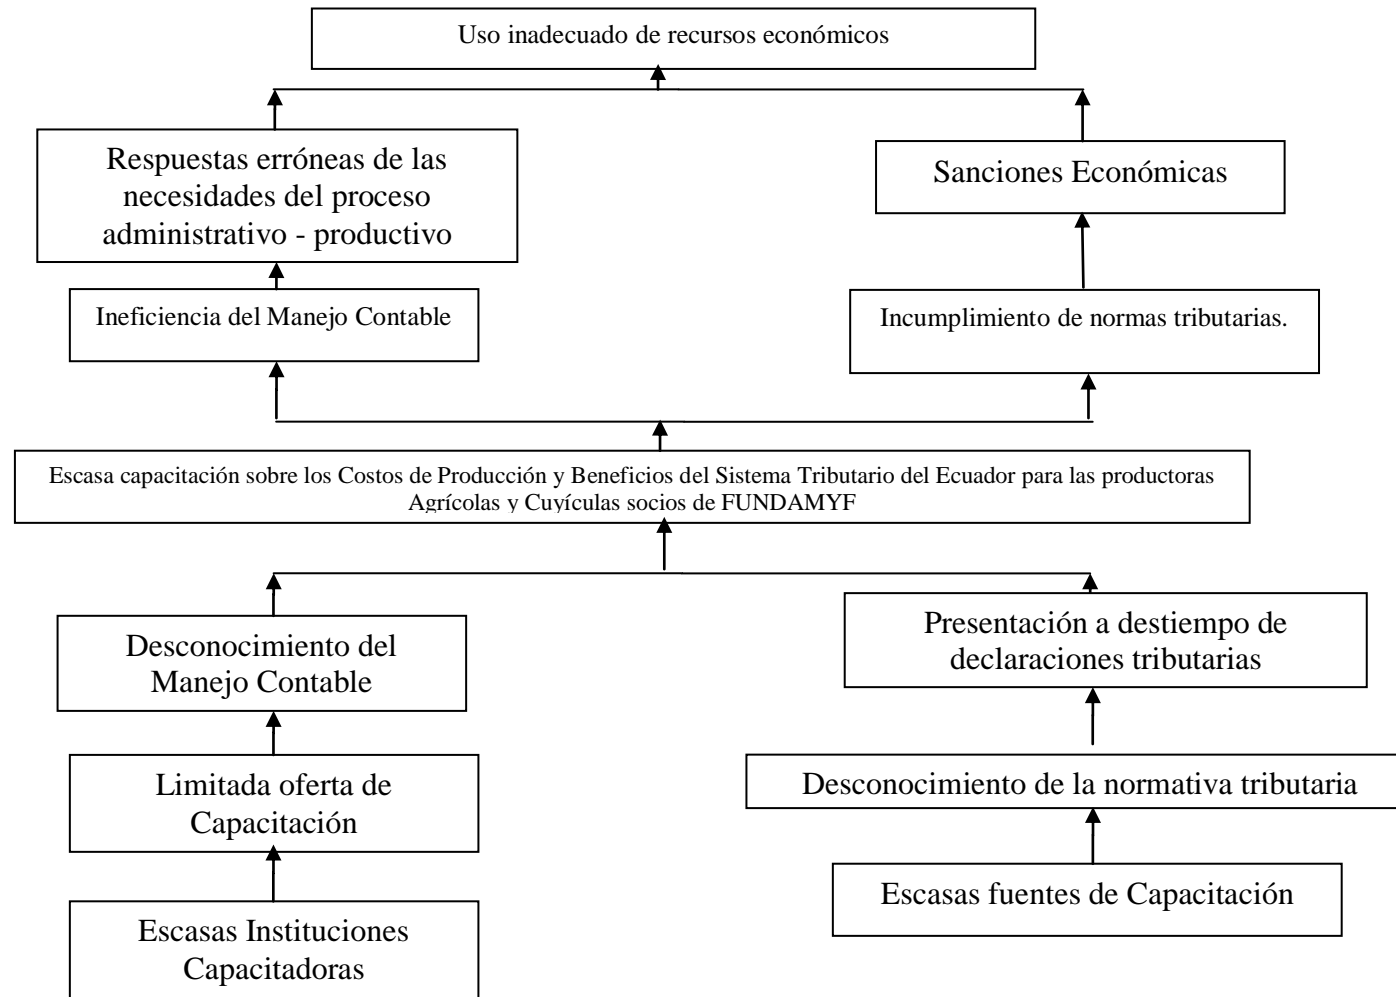 Uso inadecuado de recursos económicos
Respuestas erróneas de las
necesidades del proceso
administrativo - productivo
Sanciones Económicas
Ineficiencia del Manejo Contable
Incumplimiento de normas tributarias.
Escasa capacitación sobre los Costos de Producción y Beneficios del Sistema Tributario del Ecuador para las productoras
Agrícolas y Cuyículas socios de FUNDAMYF
Desconocimiento del
Manejo Contable
Presentación a destiempo de
declaraciones tributarias
Limitada oferta de
Capacitación
Desconocimiento de la normativa tributaria
Escasas fuentes de Capacitación
Escasas Instituciones
Capacitadoras